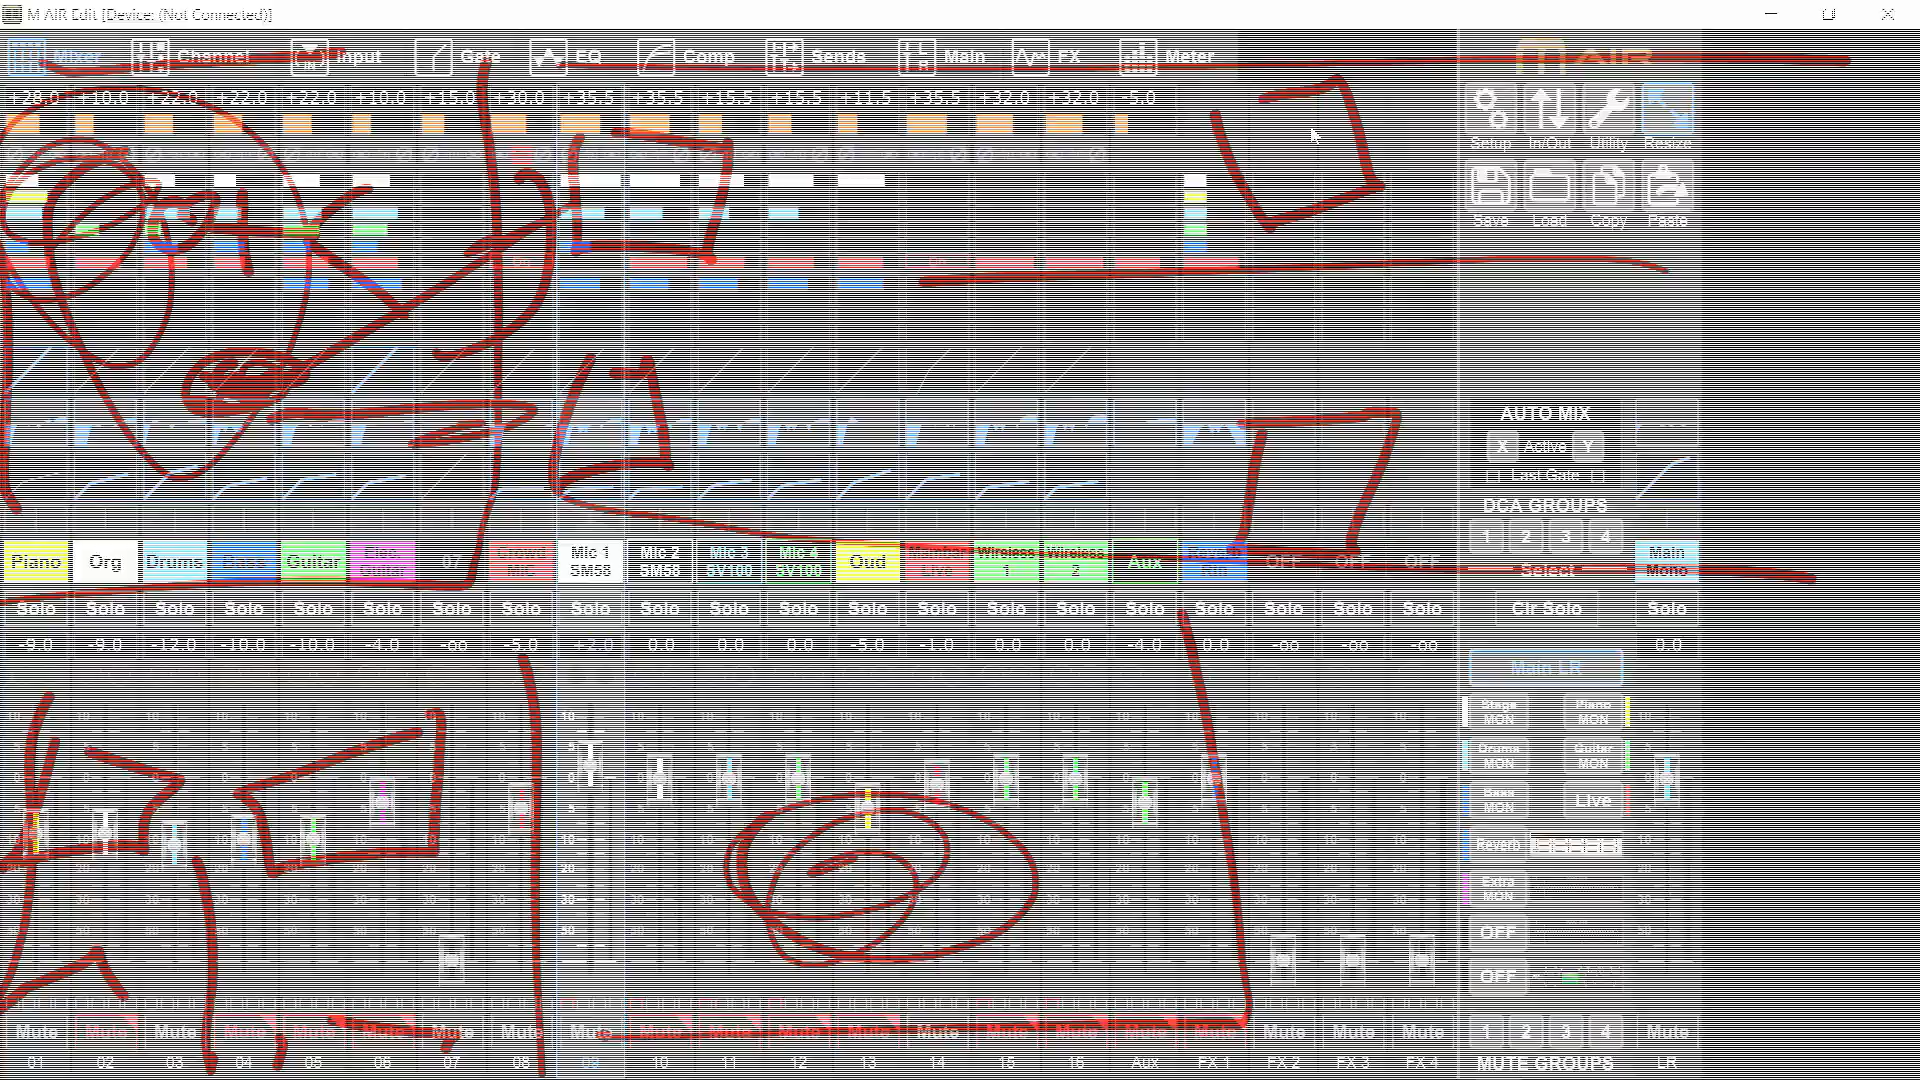 M AIR Edit [Device: (Not Connected)]
Mixer Channel Input Gate EQ Comp Sends Main FX Meter
M AIR
+28.0 +10.0 +22.0 +22.0 +22.0 +10.0 +15.0 +30.0 +35.5 +35.5 +15.5 +15.5 +11.5 +35.5 +32.0 +32.0 -5.0
Setup In/Out Utility Resize
Save Load Copy Paste
AUTO MIX
X Active Y
Last Gate
DCA GROUPS
1 2 3 4
Select
Piano Org Drums Bass Guitar Elec. Guitar 07 Crowd MIC Mic 1 SM58 Mic 2 SM58 Mic 3 SV100 Mic 4 SV100 Oud Live Wireless 1 Wireless 2 Aux OFF OFF OFF Main Mono
Solo Solo Solo Solo Solo Solo Solo Solo Solo Solo Solo Solo Solo Solo Solo Solo Solo Solo Solo Solo Solo Clr Solo Solo
-9.0 -9.0 -12.0 -10.0 -10.0 -4.0 -oo -5.0 +2.0 0.0 0.0 0.0 -5.0 -1.0 0.0 0.0 -4.0 0.0 -oo -oo -oo 0.0
Main LR
Stage MON Piano MON
Drums MON Guitar MON
Bass MON Live
Reverb
Extra MON
OFF
OFF
Mute Mute Mute Mute Mute Mute Mute Mute Mute Mute Mute Mute Mute Mute Mute Mute Mute Mute Mute Mute Mute 1 2 3 4 Mute
01 02 03 04 05 06 07 08 09 10 11 12 13 14 15 16 Aux FX 1 FX 2 FX 3 FX 4 MUTE GROUPS LR